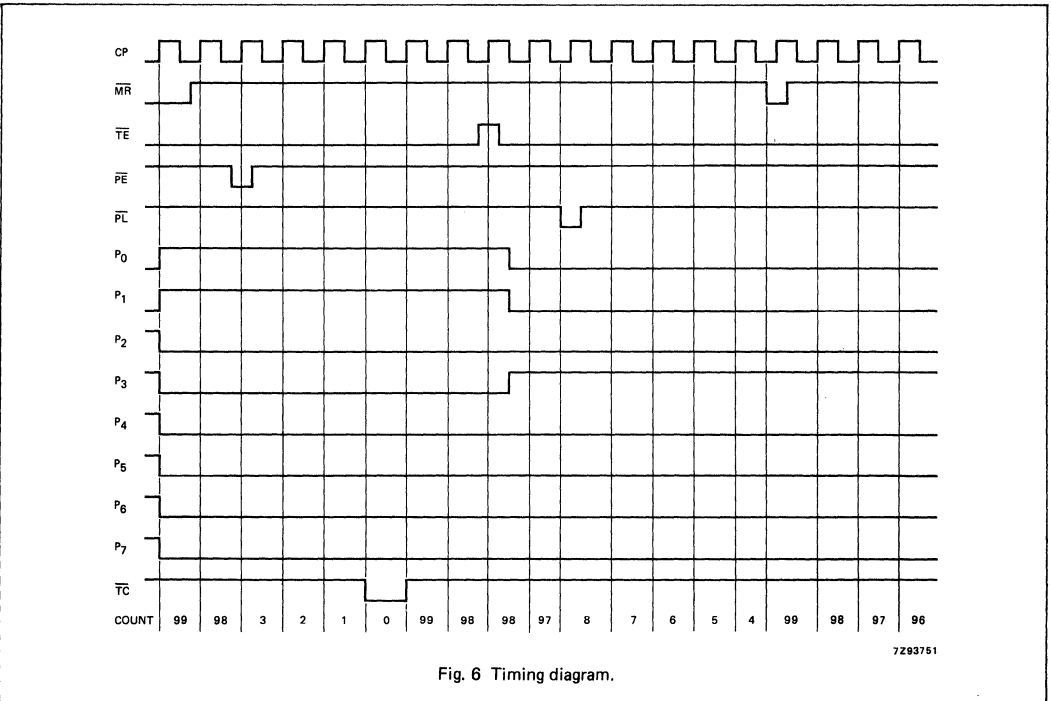 CP
MR
TE
PE
PL
P0
P1
P2
P3
P4
P5
P6
P7
TC
COUNT 99 98 3 2 1 0 99 98 98 97 8 7 6 5 4 99 98 97 96
7Z93751
Fig. 6 Timing diagram.